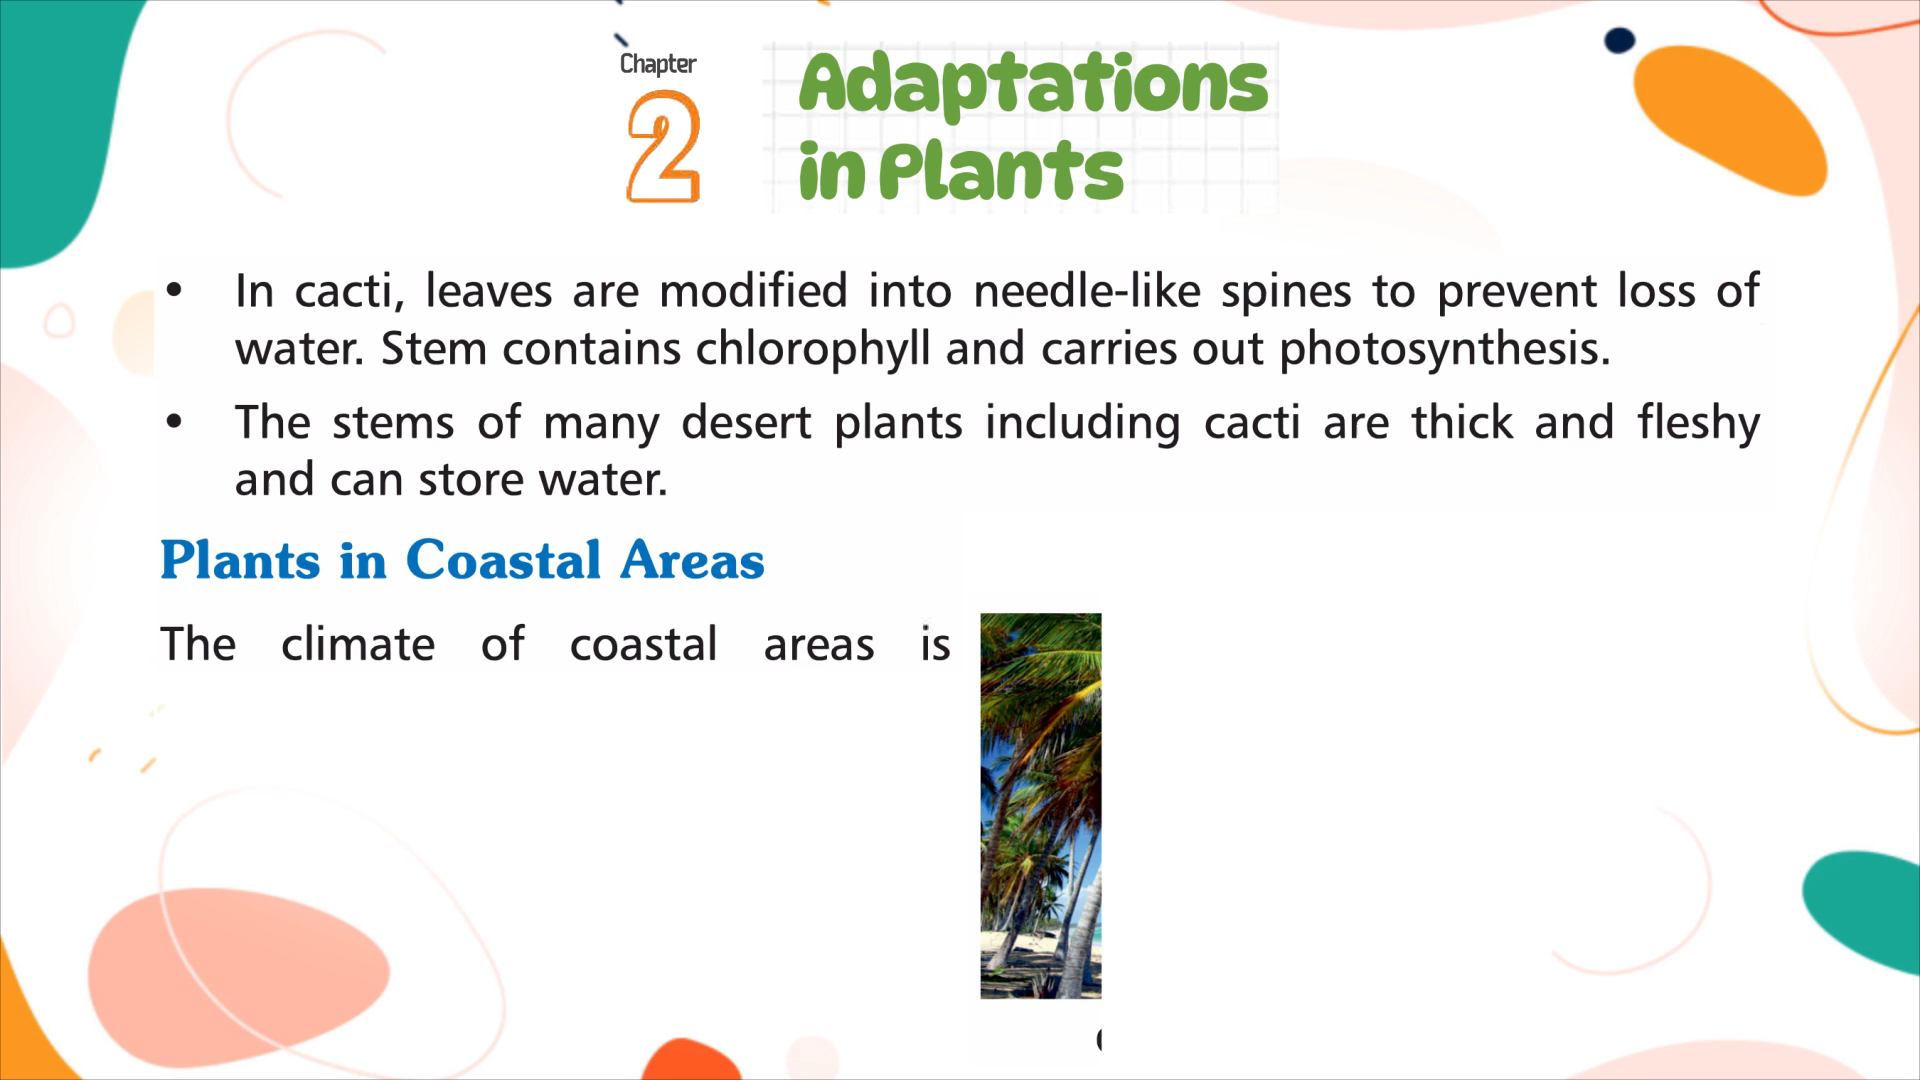 Chapter
2
Adaptations
in Plants
• In cacti, leaves are modified into needle-like spines to prevent loss of
water. Stem contains chlorophyll and carries out photosynthesis.
• The stems of many desert plants including cacti are thick and fleshy
and can store water.
Plants in Coastal Areas
The climate of coastal areas is